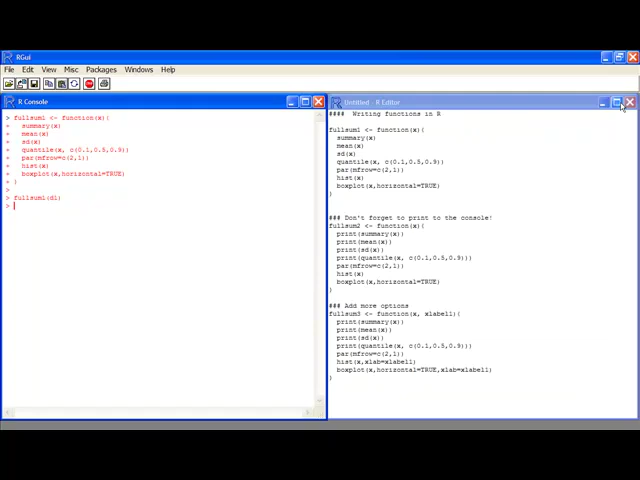 RGui
File Edit View Misc Packages Windows Help
R Console
> fullsum1 <- function(x){
+ summary(x)
+ mean(x)
+ sd(x)
+ quantile(x, c(0.1,0.5,0.9))
+ par(mfrow=c(2,1))
+ hist(x)
+ boxplot(x,horizontal=TRUE)
+ }
>
> fullsum1(d1)
>
Untitled - R Editor
#### Writing functions in R
fullsum1 <- function(x){
summary(x)
mean(x)
sd(x)
quantile(x, c(0.1,0.5,0.9))
par(mfrow=c(2,1))
hist(x)
boxplot(x,horizontal=TRUE)
}
### Don't forget to print to the console!
fullsum2 <- function(x){
print(summary(x))
print(mean(x))
print(sd(x))
print(quantile(x, c(0.1,0.5,0.9)))
par(mfrow=c(2,1))
hist(x)
boxplot(x,horizontal=TRUE)
}
### Add more options
fullsum3 <- function(x, xlabel1){
print(summary(x))
print(mean(x))
print(sd(x))
print(quantile(x, c(0.1,0.5,0.9)))
par(mfrow=c(2,1))
hist(x,xlab=xlabel1)
boxplot(x,horizontal=TRUE,xlab=xlabel1)
}